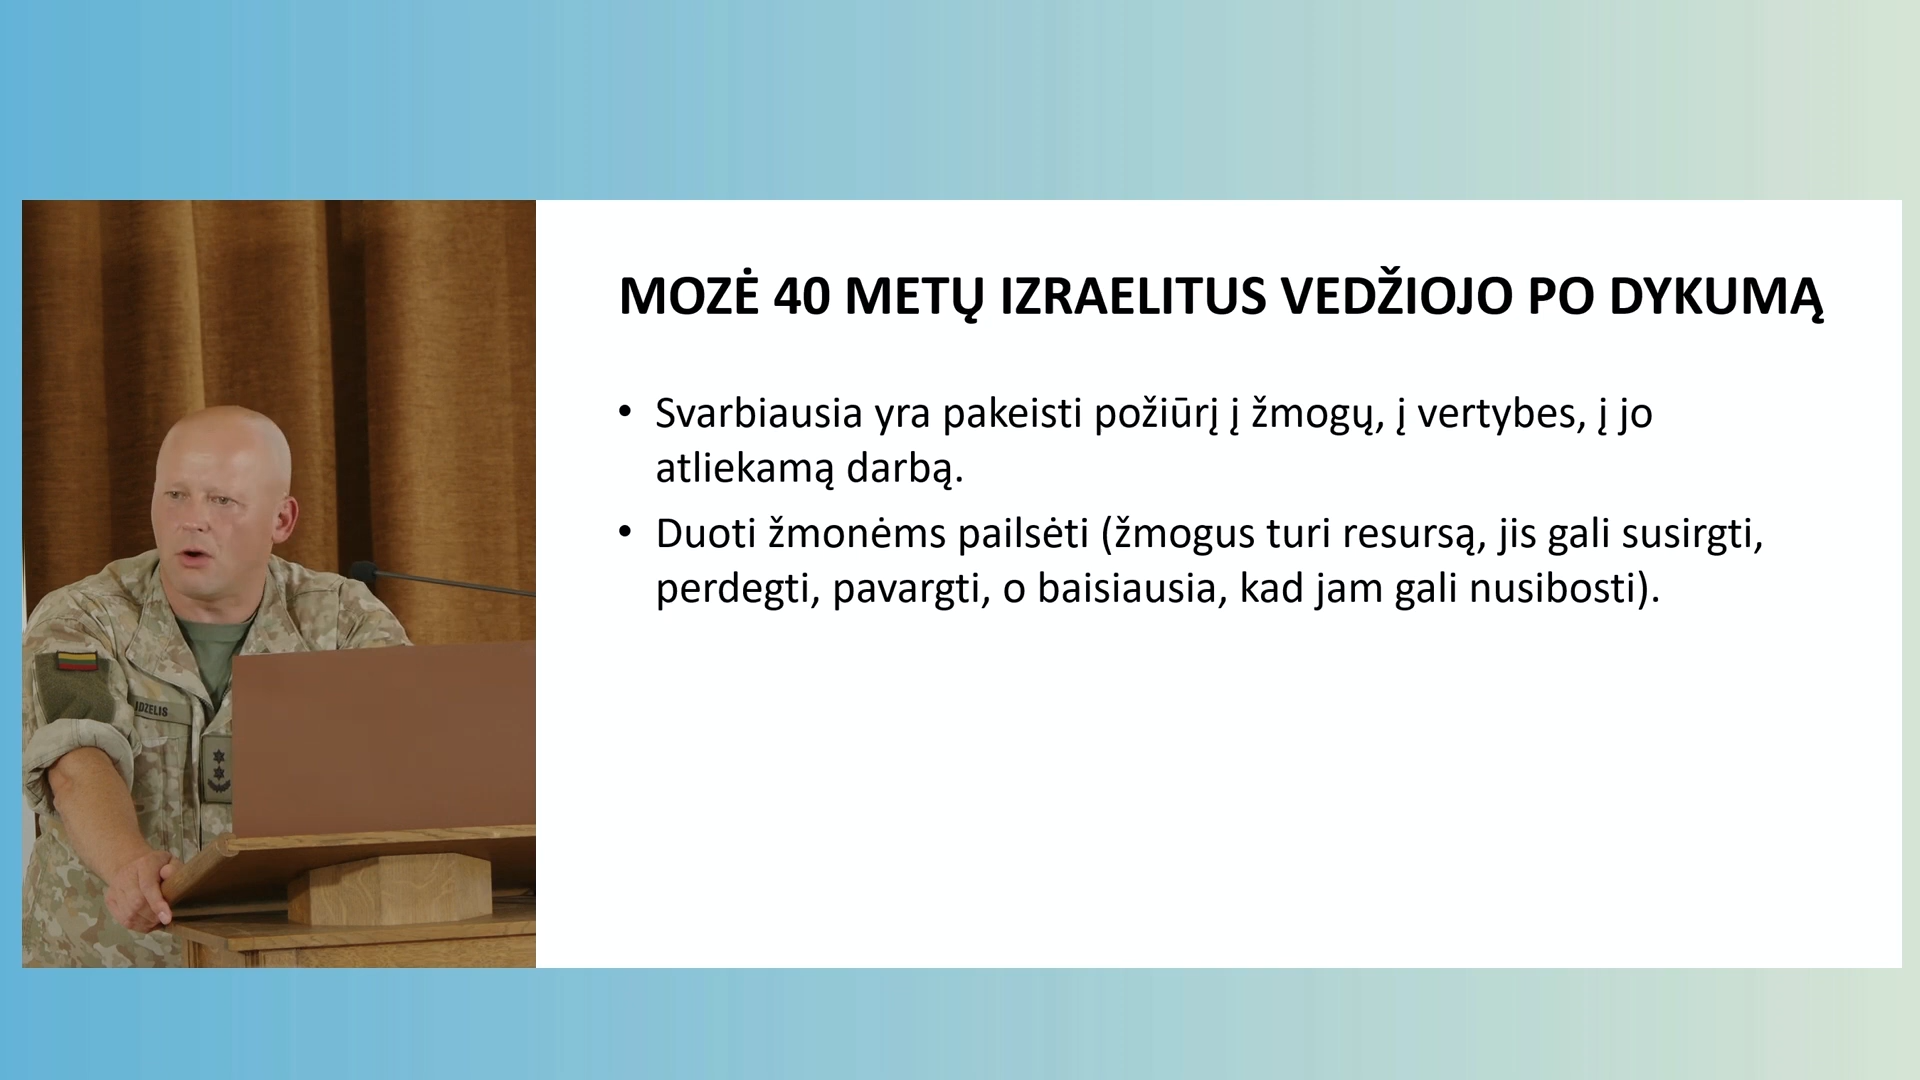 MOZĖ 40 METŲ IZRAELITUS VEDŽIOJO PO DYKUMĄ
• Svarbiausia yra pakeisti požiūrį į žmogų, į vertybes, į jo
atliekamą darbą.
• Duoti žmonėms pailsėti (žmogus turi resursą, jis gali susirgti,
perdegti, pavargti, o baisiausia, kad jam gali nusibosti).
IDZELIS